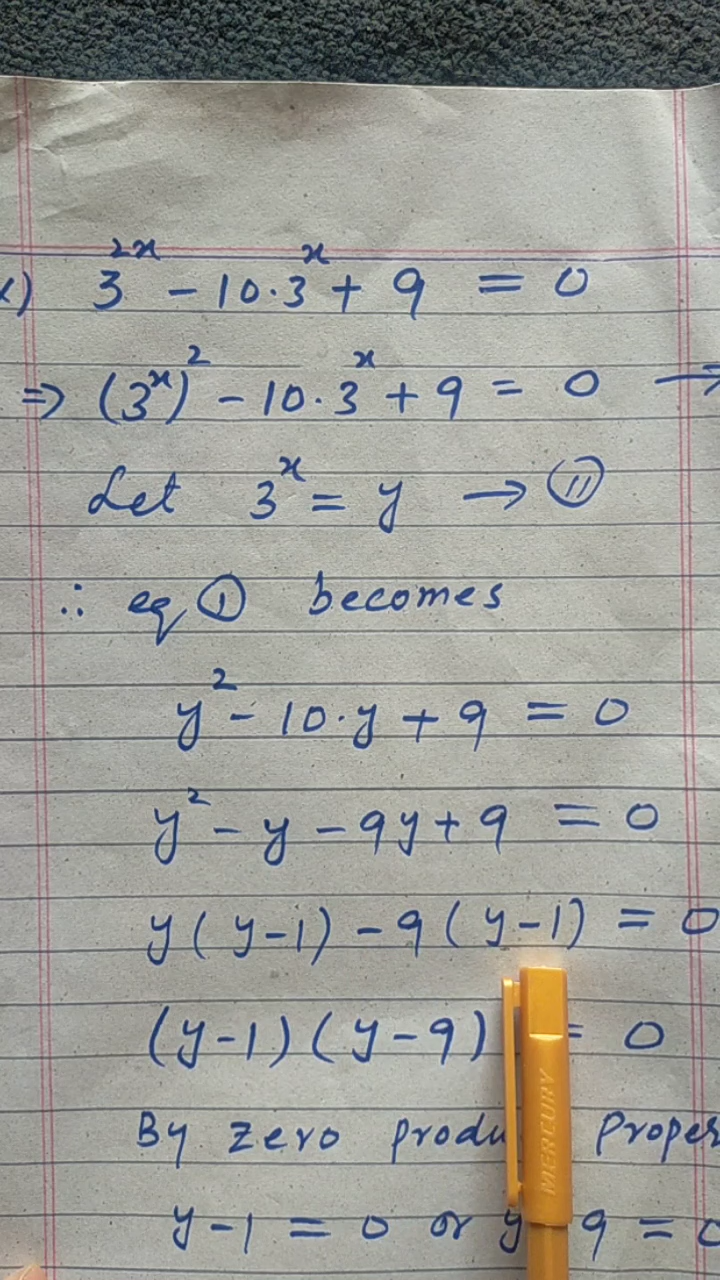 x) 3^{2x} - 10·3^x + 9 = 0
⇒ (3^x)^2 - 10·3^x + 9 = 0 →
Let 3^x = y → (II)
∴ eq (I) becomes
y^2 - 10·y + 9 = 0
y^2 - y - 9y + 9 = 0
y(y-1) - 9(y-1) = 0
(y-1)(y-9) = 0
By zero produ Proper
y-1 = 0 or y 9 = 0
MERCURY